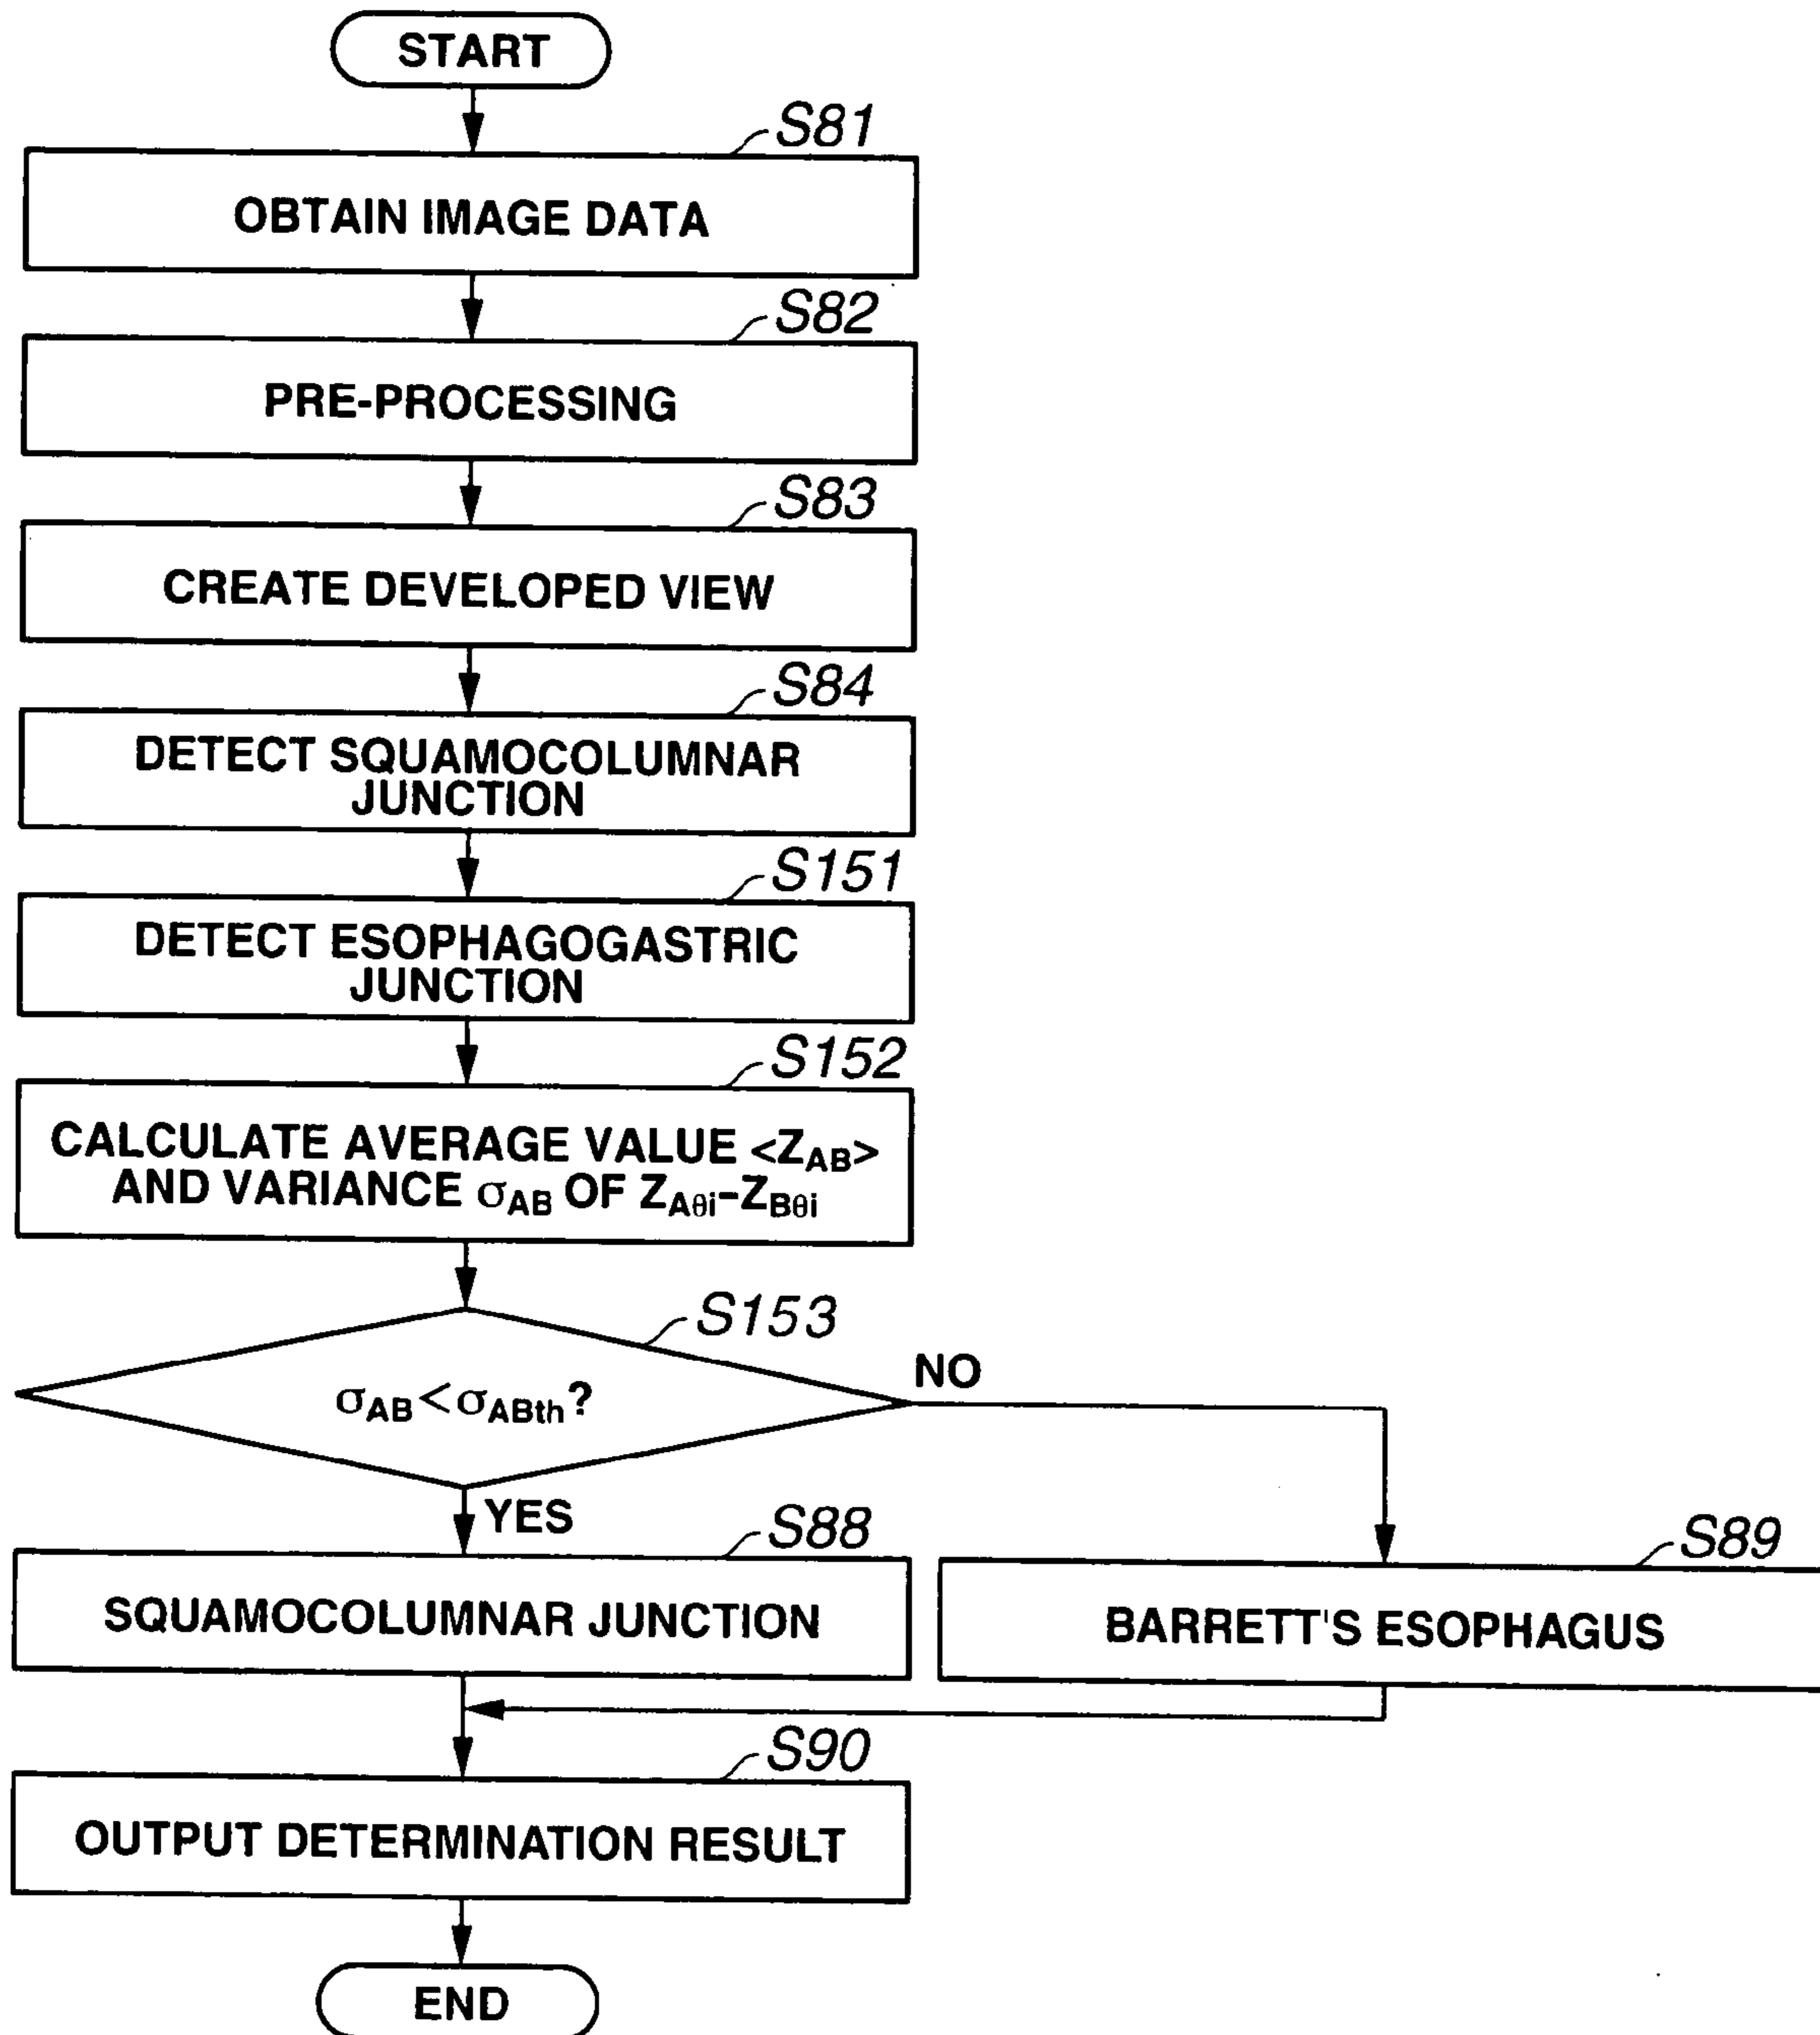 START
S81
OBTAIN IMAGE DATA
S82
PRE-PROCESSING
S83
CREATE DEVELOPED VIEW
S84
DETECT SQUAMOCOLUMNAR
JUNCTION
S151
DETECT ESOPHAGOGASTRIC
JUNCTION
S152
CALCULATE AVERAGE VALUE <ZAB>
AND VARIANCE σAB OF ZAθi-ZBθi
S153
σAB<σABth?
NO
YES
S88
SQUAMOCOLUMNAR JUNCTION
S89
BARRETT'S ESOPHAGUS
S90
OUTPUT DETERMINATION RESULT
END